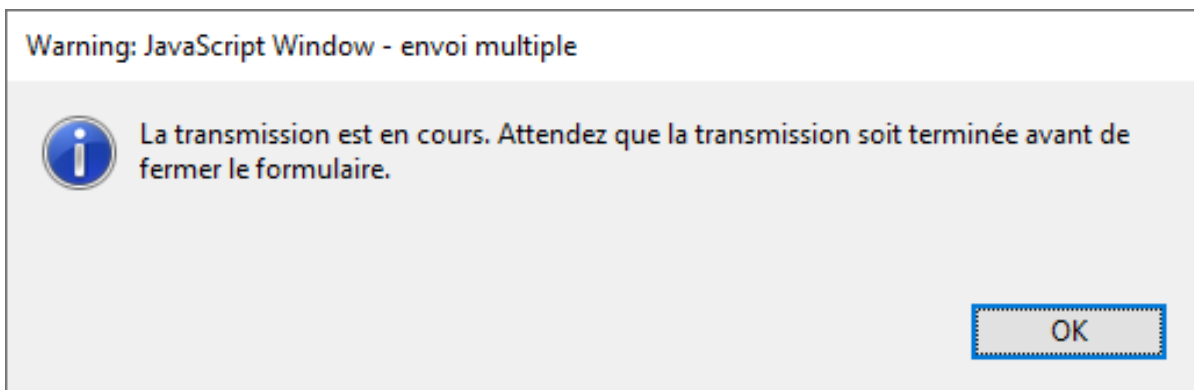 Warning: JavaScript Window - envoi multiple
La transmission est en cours. Attendez que la transmission soit terminée avant de
fermer le formulaire.
OK